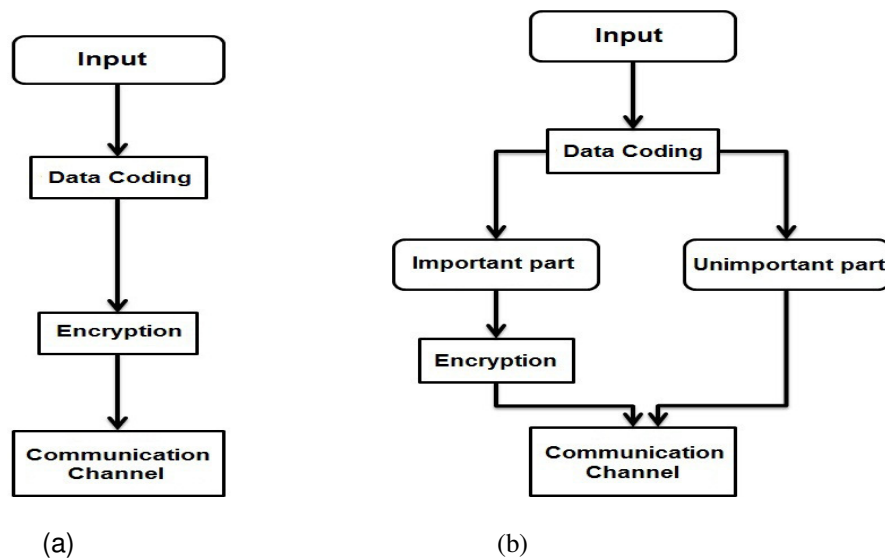 Input
Data Coding
Encryption
Communication
Channel
(a)
Input
Data Coding
Important part
Unimportant part
Encryption
Communication
Channel
(b)